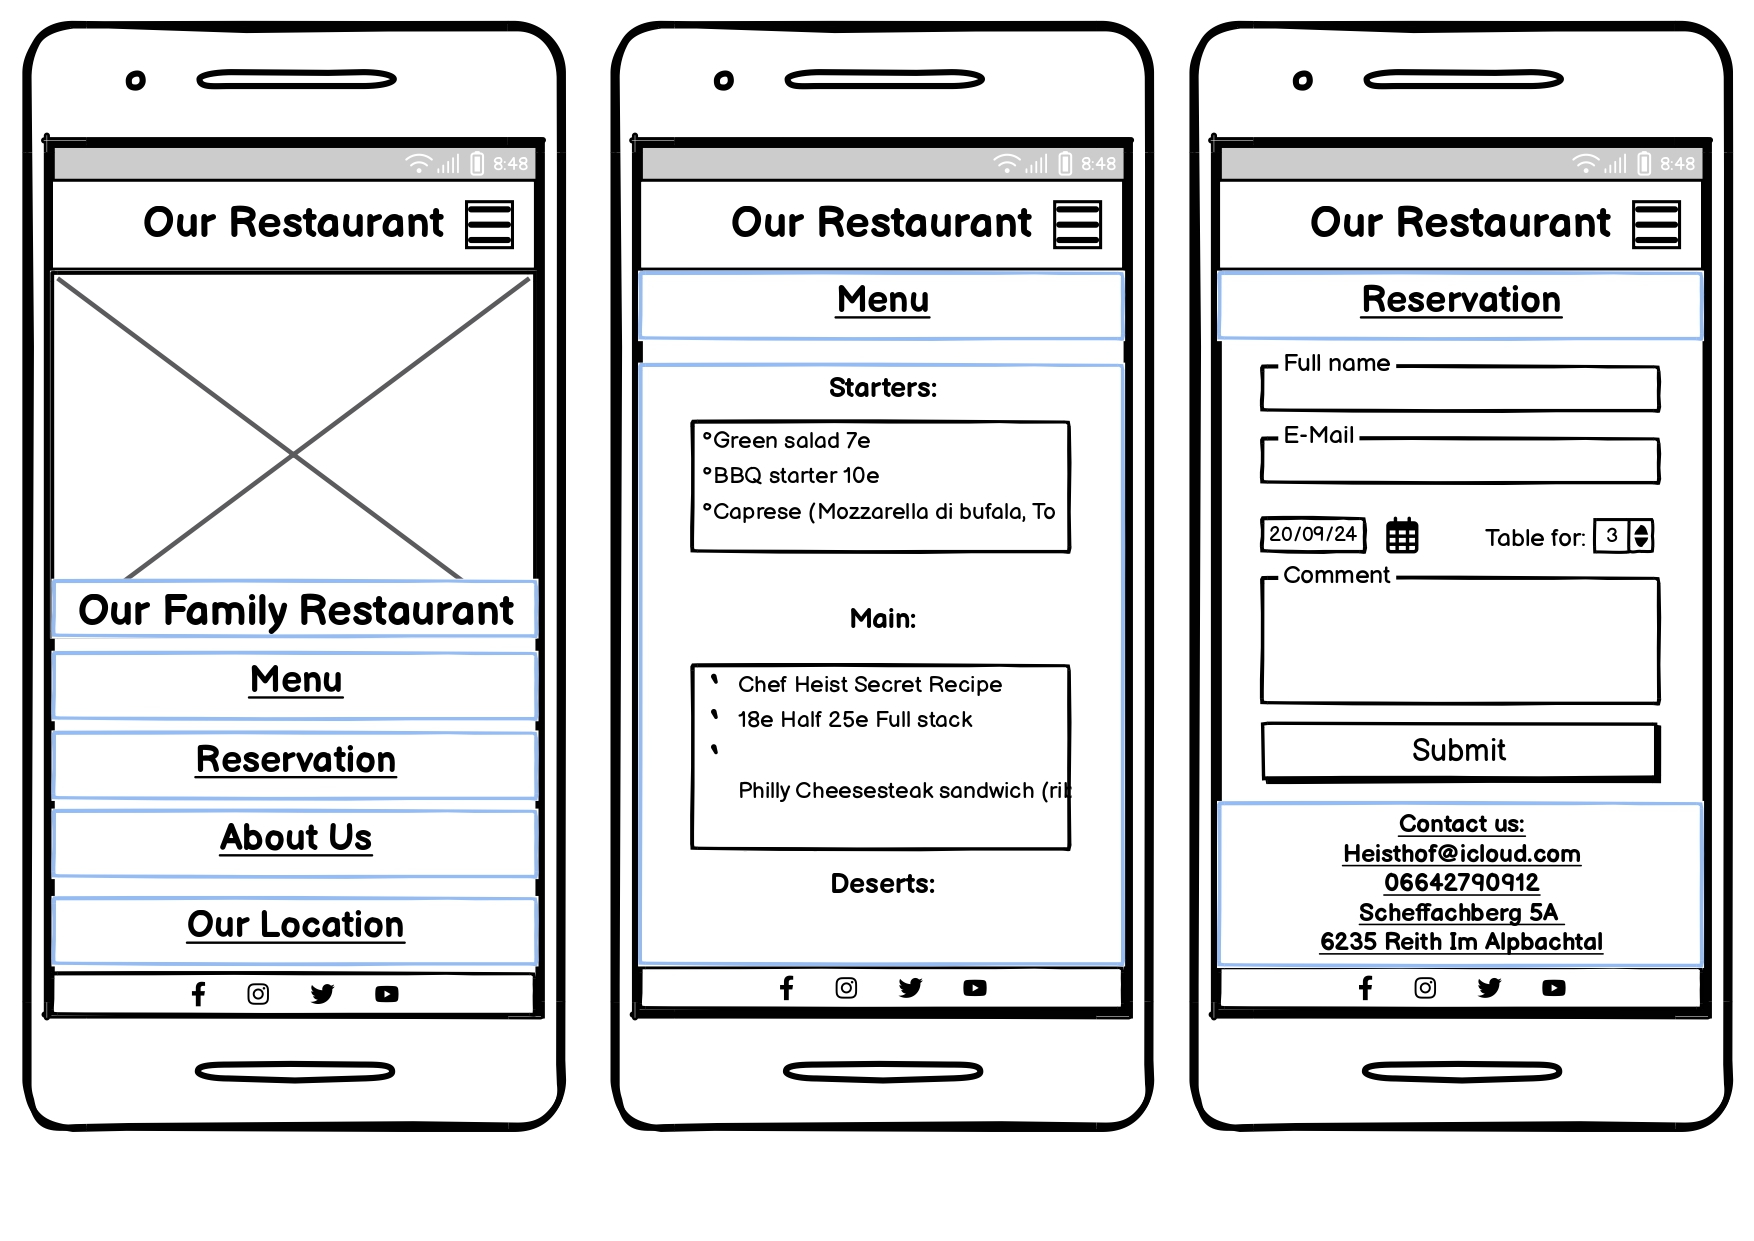 8:48
Our Restaurant
Our Family Restaurant
Menu
Reservation
About Us
Our Location
8:48
Our Restaurant
Menu
Starters:
°Green salad 7e
°BBQ starter 10e
°Caprese (Mozzarella di bufala, To
Main:
Chef Heist Secret Recipe
18e Half 25e Full stack
Philly Cheesesteak sandwich (rib
Deserts:
8:48
Our Restaurant
Reservation
Full name
E-Mail
20/09/24 Table for: 3
Comment
Submit
Contact us:
Heisthof@icloud.com
06642790912
Scheffachberg 5A
6235 Reith Im Alpbachtal